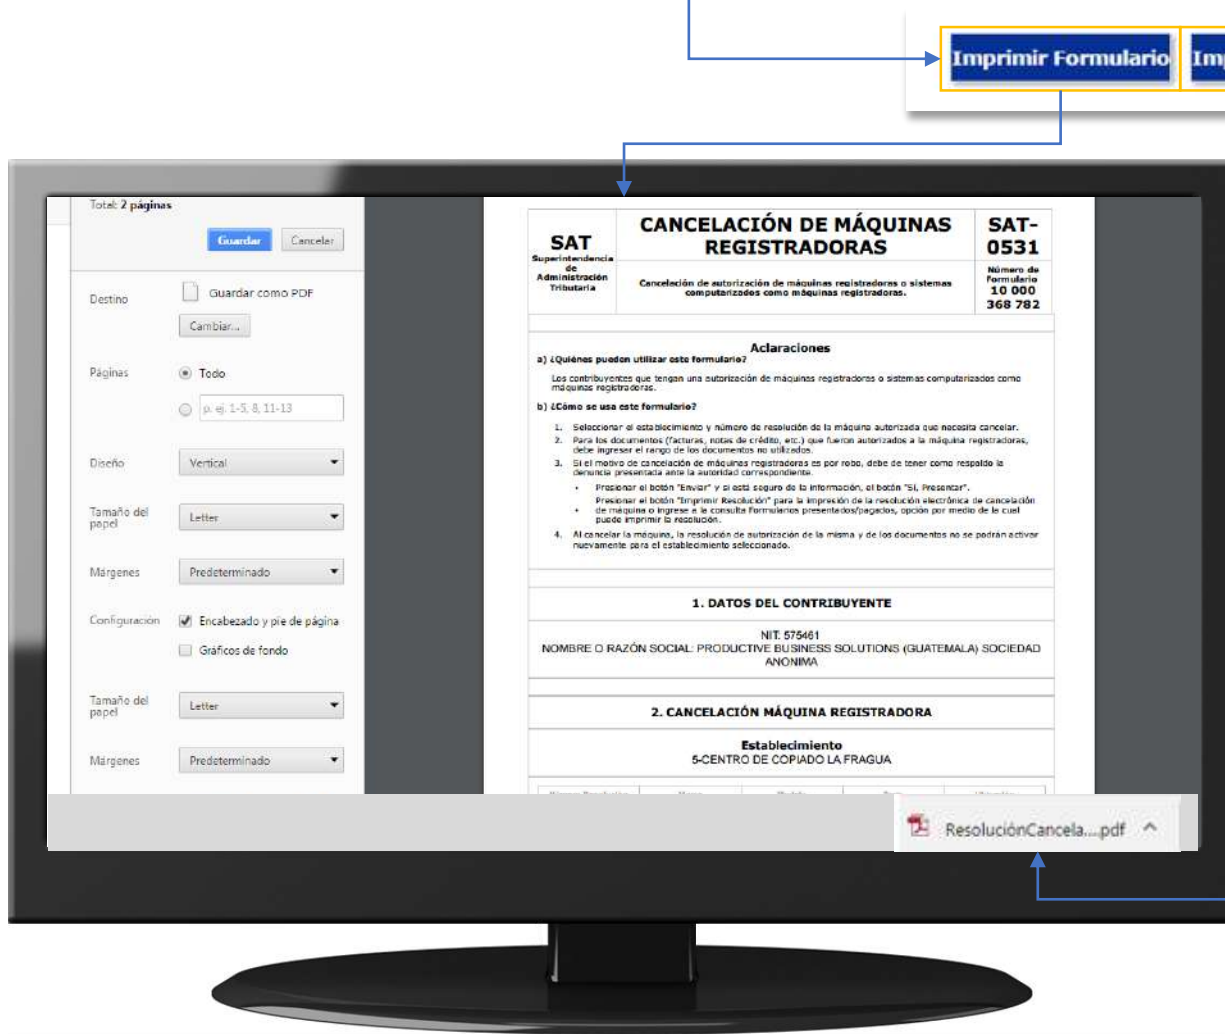 Imprimir Formulario
Total: 2 páginas
Guardar
Cancelar
Destino
Guardar como PDF
Cambiar...
Páginas
Todo
p. ej. 1-5, 8, 11-13
Diseño
Vertical
Tamaño del
papel
Letter
Márgenes
Predeterminado
Configuración
Encabezado y pie de página
Gráficos de fondo
Tamaño del
papel
Letter
Márgenes
Predeterminado
SAT
Superintendencia
de
Administración
Tributaria
CANCELACIÓN DE MÁQUINAS
REGISTRADORAS
Cancelación de autorización de máquinas registradoras o sistemas
computarizados como máquinas registradoras.
SAT-
0531
Número de
Formulario
10 000
368 782
Aclaraciones
a) ¿Quiénes pueden utilizar este formulario?
Los contribuyentes que tengan una autorización de máquinas registradoras o sistemas computarizados como
máquinas registradoras.
b) ¿Cómo se usa este formulario?
1. Seleccionar el establecimiento y número de resolución de la máquina autorizada que necesita cancelar.
2. Para los documentos (facturas, notas de crédito, etc.) que fueron autorizados a la máquina registradoras,
debe ingresar el rango de los documentos no utilizados.
3. Si el motivo de cancelación de máquinas registradoras es por robo, debe de tener como respaldo la
denuncia presentada ante la autoridad correspondiente.
• Presionar el botón "Enviar" y si está seguro de la información, el botón "Sí, Presentar".
Presionar el botón "Imprimir Resolución" para la impresión de la resolución electrónica de cancelación
• de máquina o ingrese a la consulta Formularios presentados/pagados, opción por medio de la cual
puede imprimir la resolución.
4. Al cancelar la máquina, la resolución de autorización de la misma y de los documentos no se podrán activar
nuevamente para el establecimiento seleccionado.
1. DATOS DEL CONTRIBUYENTE
NIT: 575461
NOMBRE O RAZÓN SOCIAL: PRODUCTIVE BUSINESS SOLUTIONS (GUATEMALA) SOCIEDAD
ANONIMA
2. CANCELACIÓN MÁQUINA REGISTRADORA
Establecimiento
5-CENTRO DE COPIADO LA FRAGUA
ResoluciónCancela....pdf